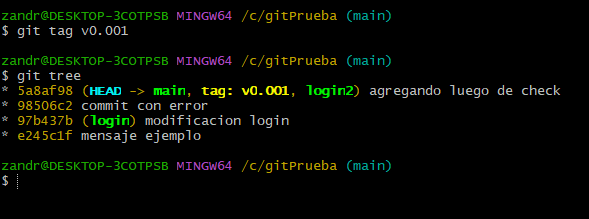 zandr@DESKTOP-3COTPSB MINGW64 /c/gitPrueba (main)
$ git tag v0.001
zandr@DESKTOP-3COTPSB MINGW64 /c/gitPrueba (main)
$ git tree
* 5a8af98 (HEAD -> main, tag: v0.001, login2) agregando luego de check
* 98506c2 commit con error
* 97b437b (login) modificacion login
* e245c1f mensaje ejemplo
zandr@DESKTOP-3COTPSB MINGW64 /c/gitPrueba (main)
$